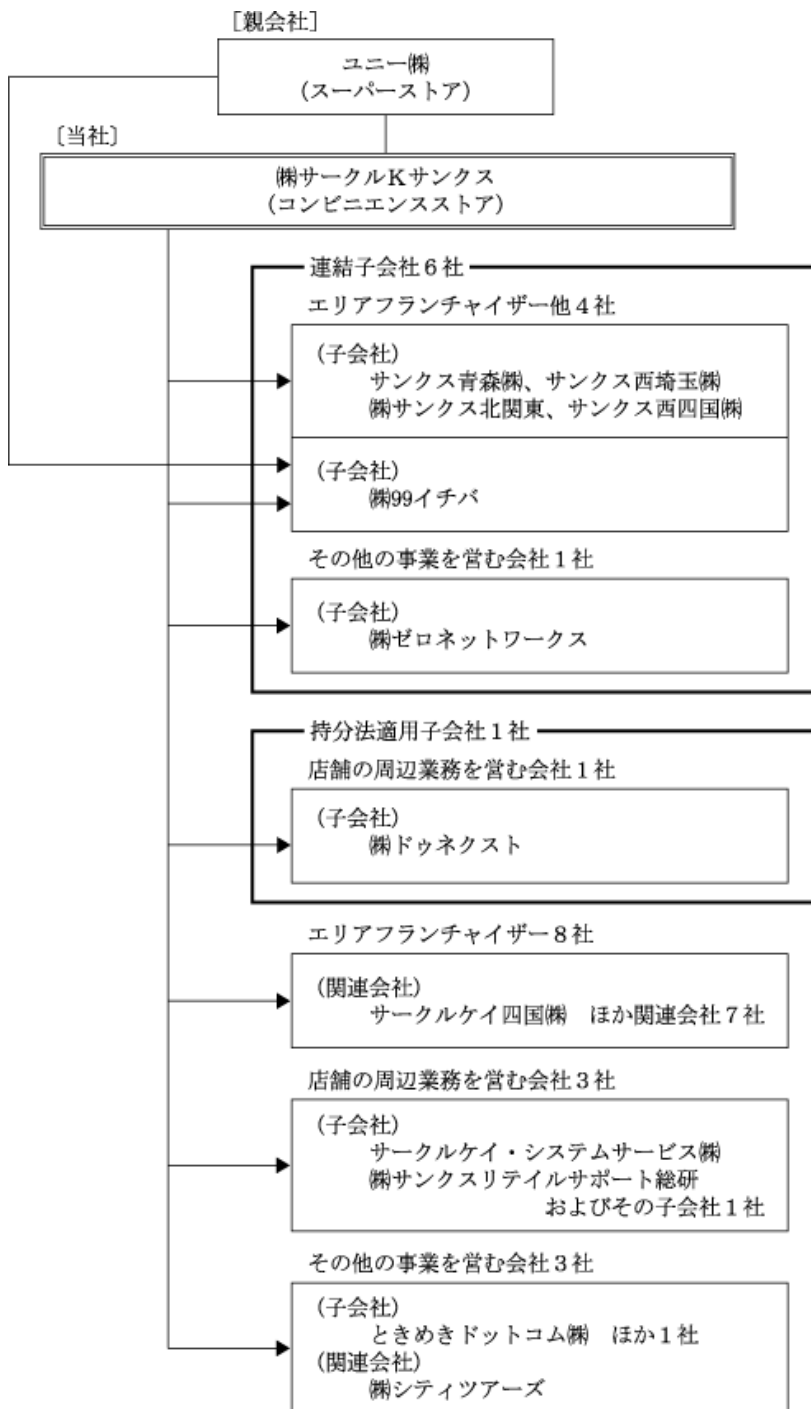 ［親会社］
ユニー㈱
（スーパーストア）
〔当社〕
㈱サークルＫサンクス
（コンビニエンスストア）
連結子会社６社
エリアフランチャイザー他４社
（子会社）
サンクス青森㈱、サンクス西埼玉㈱
㈱サンクス北関東、サンクス西四国㈱
（子会社）
㈱99イチバ
その他の事業を営む会社１社
（子会社）
㈱ゼロネットワークス
持分法適用子会社１社
店舗の周辺業務を営む会社１社
（子会社）
㈱ドゥネクスト
エリアフランチャイザー８社
（関連会社）
サークルケイ四国㈱　ほか関連会社７社
店舗の周辺業務を営む会社３社
（子会社）
サークルケイ・システムサービス㈱
㈱サンクスリテイルサポート総研
およびその子会社１社
その他の事業を営む会社３社
（子会社）
ときめきドットコム㈱　ほか１社
（関連会社）
㈱シティツアーズ